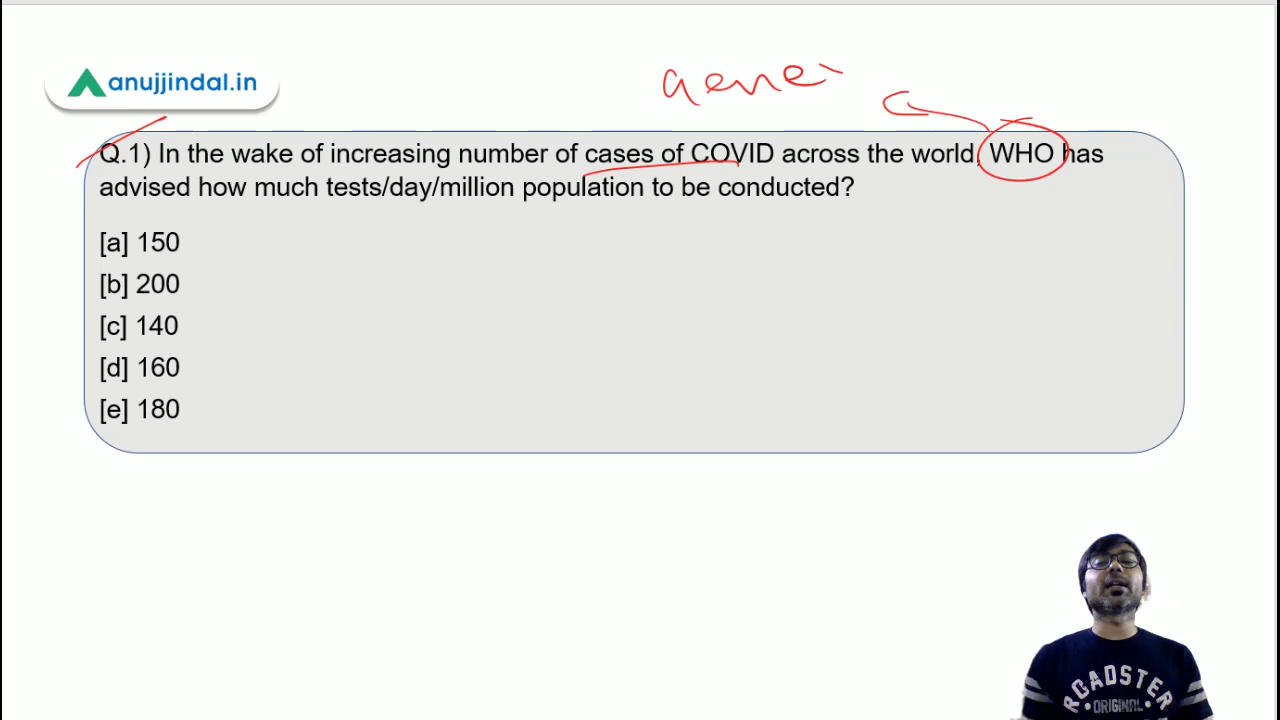 anujjindal.in
Q.1) In the wake of increasing number of cases of COVID across the world, WHO has
advised how much tests/day/million population to be conducted?
[a] 150
[b] 200
[c] 140
[d] 160
[e] 180
ROADSTER
ORIGINAL